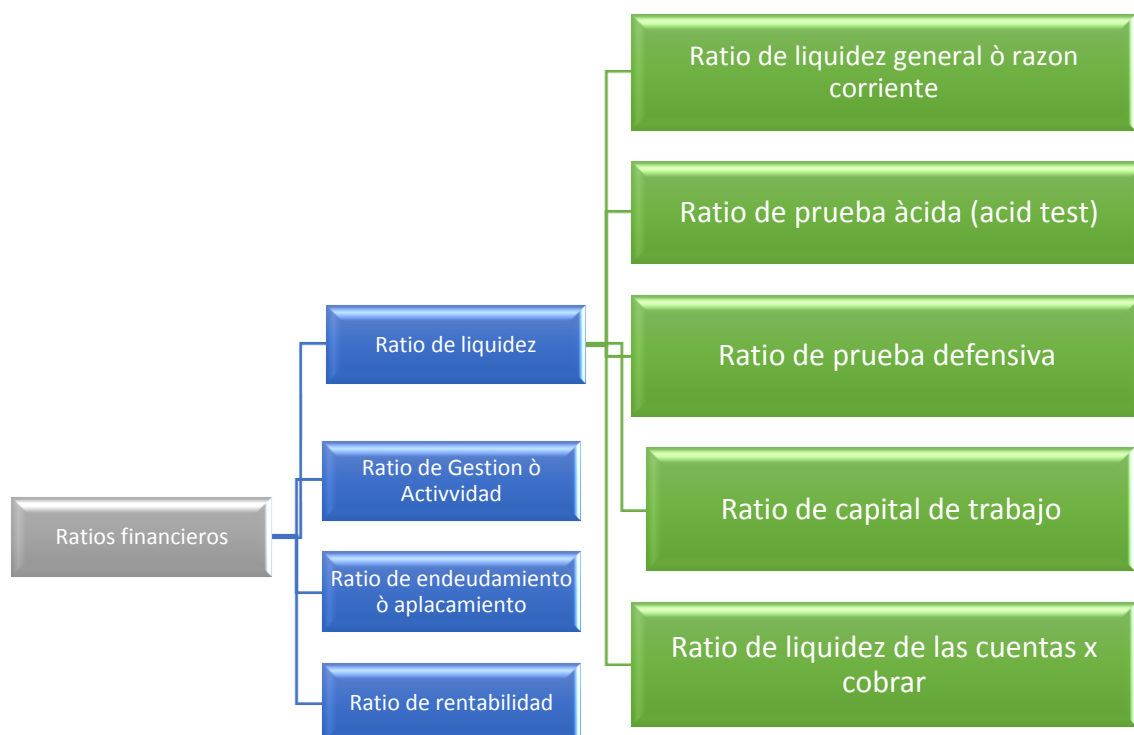 Ratios financieros
Ratio de liquidez
Ratio de Gestion ò
Activvidad
Ratio de endeudamiento
ò aplacamiento
Ratio de rentabilidad
Ratio de liquidez general ò razon
corriente
Ratio de prueba àcida (acid test)
Ratio de prueba defensiva
Ratio de capital de trabajo
Ratio de liquidez de las cuentas x
cobrar